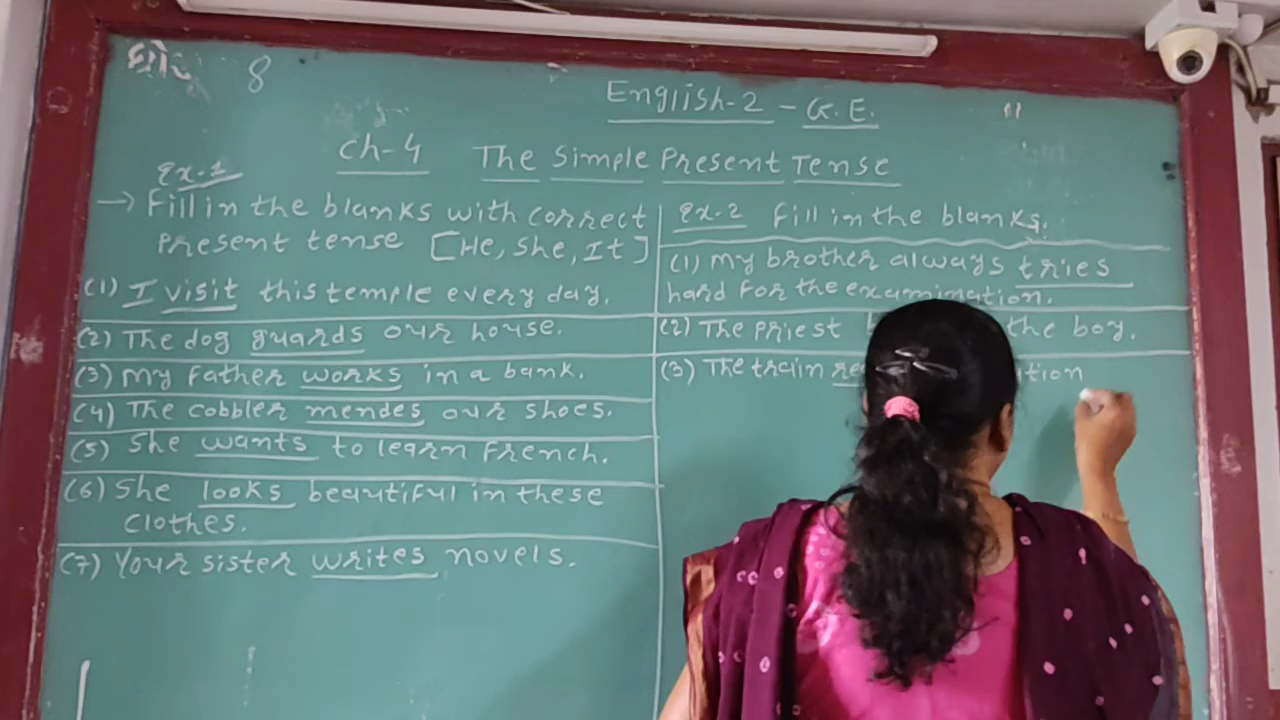 ધોરણ 8
English-2 - G.E.
Ch-4 The Simple Present Tense
Ex-1
→ Fill in the blanks with correct
Present tense [He, She, It]
(1) I visit this temple every day.
(2) The dog guards our house.
(3) My Father works in a bank.
(4) The cobbler mendes our shoes.
(5) She wants to learn French.
(6) She looks beautiful in these
Clothes.
(7) Your sister writes novels.
Ex-2 Fill in the blanks.
(1) My brother always tries
hard for the examination.
(2) The Priest the boy.
(3) The train